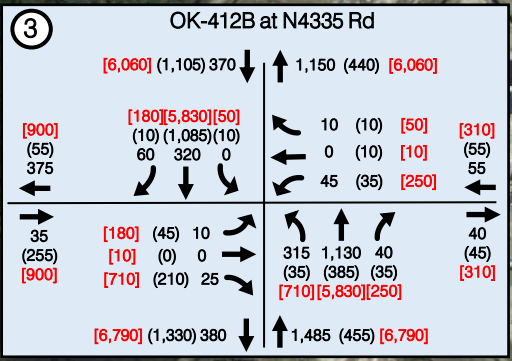 3
OK-412B at N4335 Rd
[6,060] (1,105) 370
1,150 (440) [6,060]
[180][5,830][50]
(10) (1,085) (10)
60 320 0
10 (10) [50]
0 (10) [10]
45 (35) [250]
[900]
(55)
375
[310]
(55)
55
35
(255)
[900]
[180] (45) 10
[10] (0) 0
[710] (210) 25
315 1,130 40
(35) (385) (35)
[710][5,830][250]
40
(45)
[310]
[6,790] (1,330) 380
1,485 (455) [6,790]